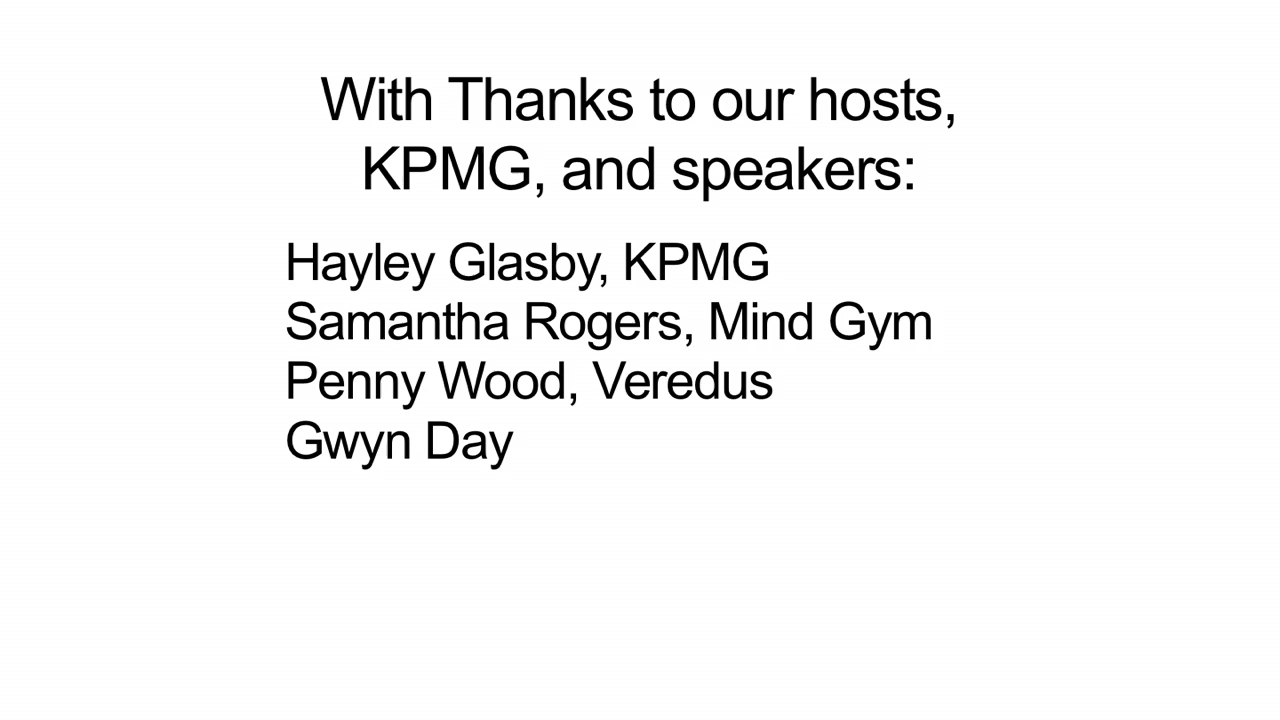 With Thanks to our hosts,
KPMG, and speakers:
Hayley Glasby, KPMG
Samantha Rogers, Mind Gym
Penny Wood, Veredus
Gwyn Day